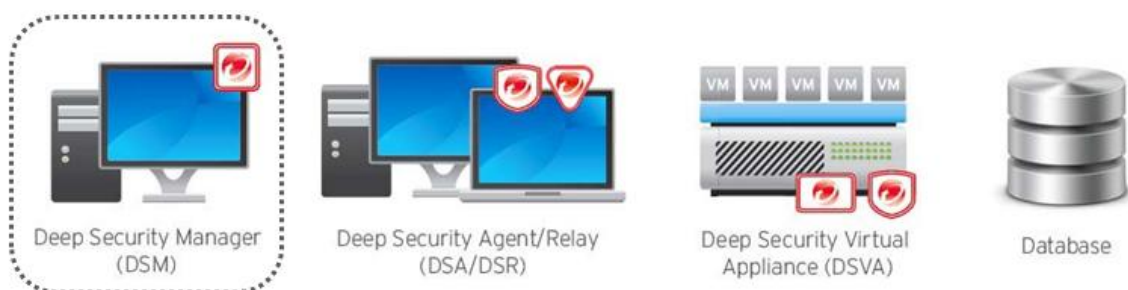 VM VM VM VM VM
Deep Security Manager
(DSM)
Deep Security Agent/Relay
(DSA/DSR)
Deep Security Virtual
Appliance (DSVA)
Database